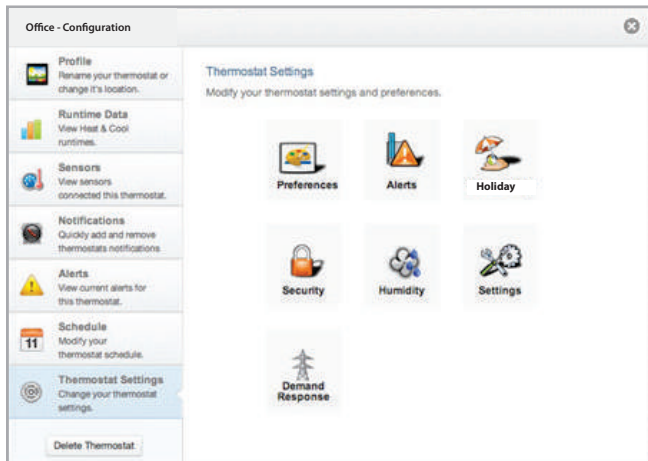 Office - Configuration
Profile
Rename your thermostat or
change it's location.
Runtime Data
View Heat & Cool
runtimes.
Sensors
View sensors
connected this thermostat.
Notifications
Quickly add and remove
thermostats notifications
Alerts
View current alerts for
this thermostat.
11
Schedule
Modify your
thermostat schedule.
Thermostat Settings
Change your thermostat
settings.
Delete Thermostat
Thermostat Settings
Modify your thermostat settings and preferences.
Preferences
Alerts
Holiday
Security
Humidity
Settings
Demand
Response